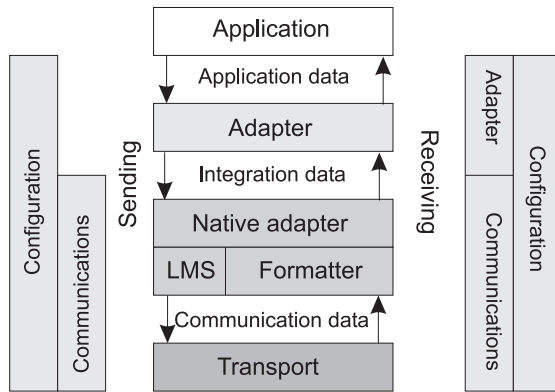 Application
Application data
Adapter
Integration data
Native adapter
LMS
Formatter
Communication data
Transport
Sending
Receiving
Configuration
Communications
Adapter
Communications
Configuration